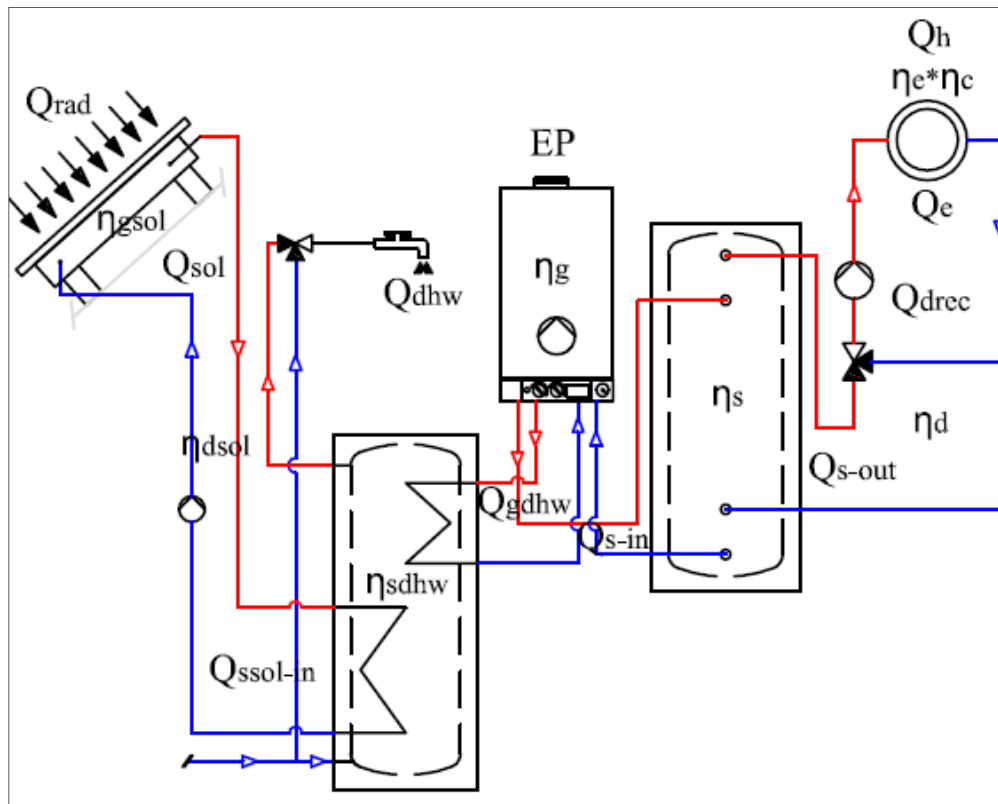 Qh
ηe*ηc
Qrad
EP
ηgsol
Qe
Qsol
ηg
Qdhw
Qdrec
ηs
ηd
ηdsol
Qs-out
Qgdhw
Qs-in
ηsdhw
Qssol-in